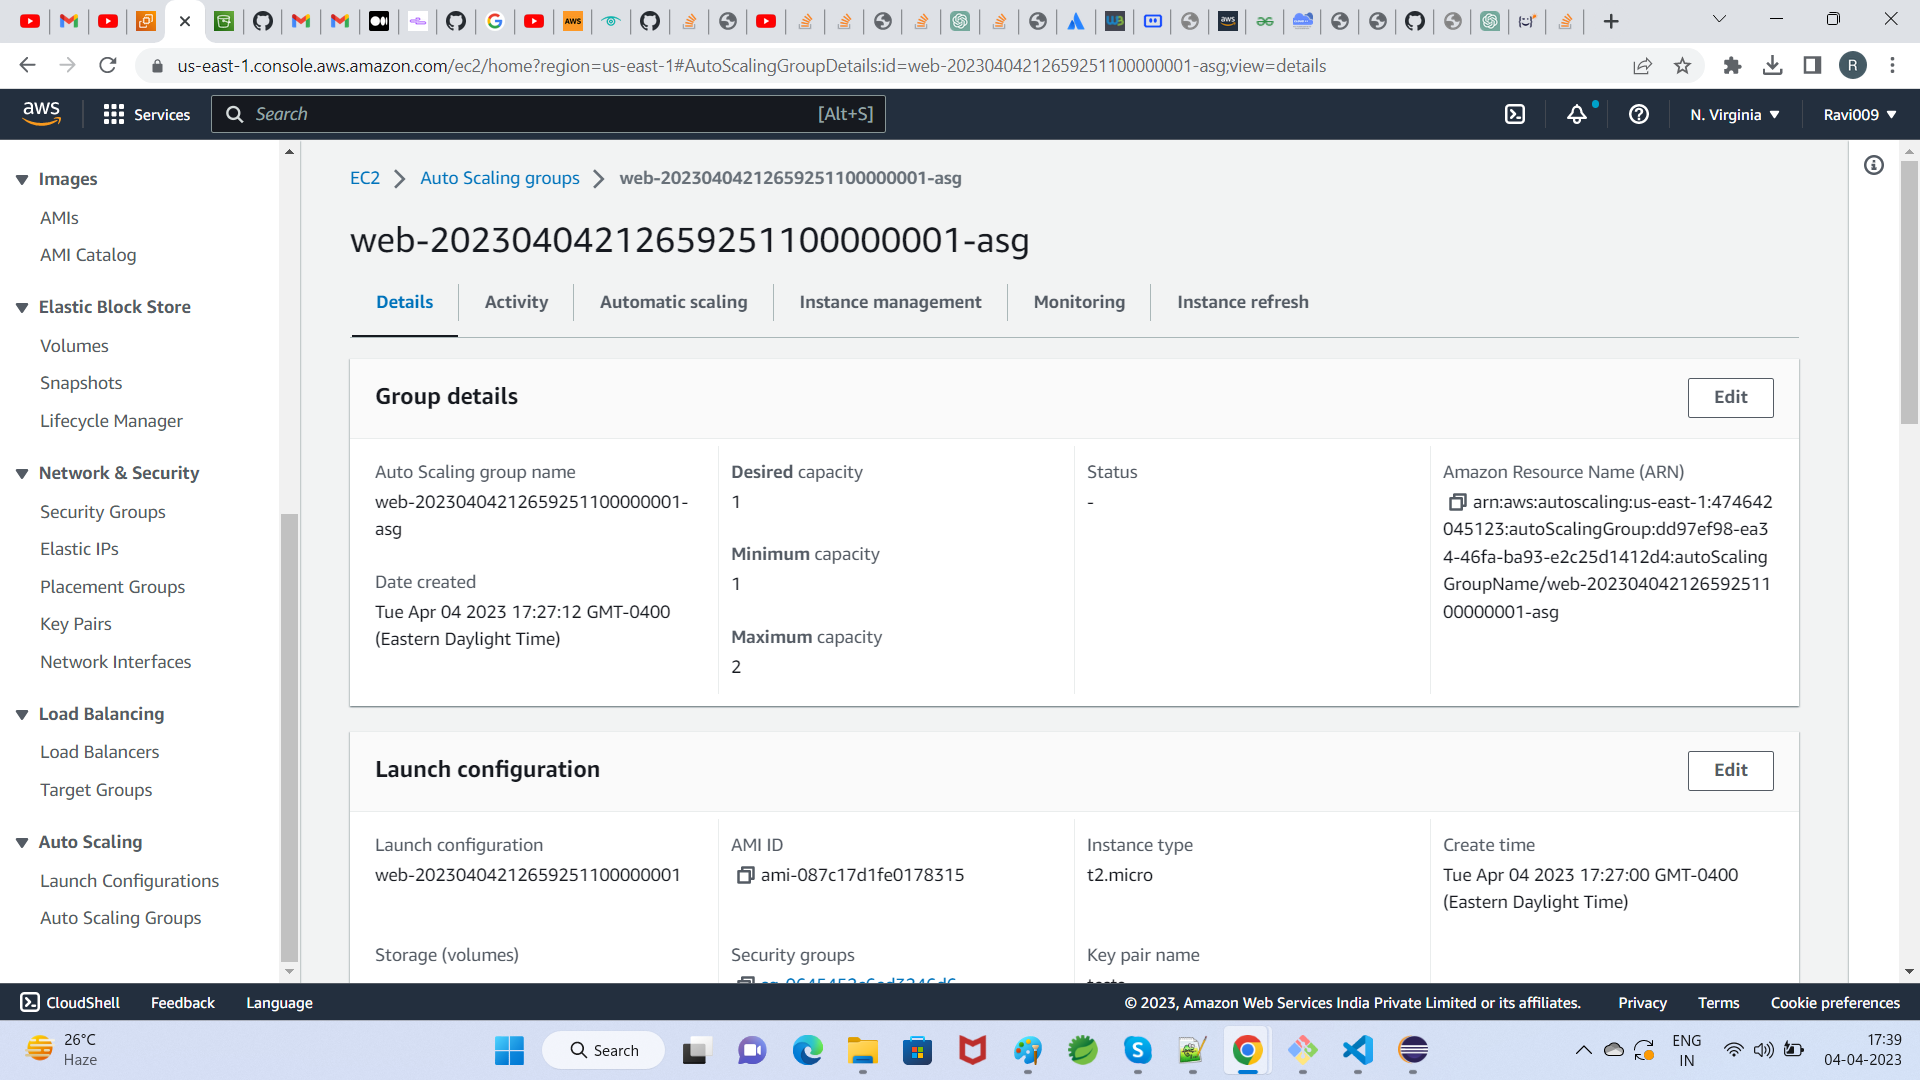 us-east-1.console.aws.amazon.com/ec2/home?region=us-east-1#AutoScalingGroupDetails:id=web-20230404212659251100000001-asg;view=details
R
aws
Services
Search
[Alt+S]
N. Virginia
Ravi009
Images
AMIs
AMI Catalog
Elastic Block Store
Volumes
Snapshots
Lifecycle Manager
Network & Security
Security Groups
Elastic IPs
Placement Groups
Key Pairs
Network Interfaces
Load Balancing
Load Balancers
Target Groups
Auto Scaling
Launch Configurations
Auto Scaling Groups
EC2 > Auto Scaling groups > web-20230404212659251100000001-asg
web-20230404212659251100000001-asg
Details
Activity
Automatic scaling
Instance management
Monitoring
Instance refresh
Group details
Edit
Auto Scaling group name
web-20230404212659251100000001-
asg
Date created
Tue Apr 04 2023 17:27:12 GMT-0400
(Eastern Daylight Time)
Desired capacity
1
Minimum capacity
1
Maximum capacity
2
Status
-
Amazon Resource Name (ARN)
arn:aws:autoscaling:us-east-1:474642
045123:autoScalingGroup:dd97ef98-ea3
4-46fa-ba93-e2c25d1412d4:autoScaling
GroupName/web-202304042126592511
00000001-asg
Launch configuration
Edit
Launch configuration
web-20230404212659251100000001
AMI ID
ami-087c17d1fe0178315
Instance type
t2.micro
Create time
Tue Apr 04 2023 17:27:00 GMT-0400
(Eastern Daylight Time)
Storage (volumes)
Security groups
Key pair name
CloudShell
Feedback
Language
© 2023, Amazon Web Services India Private Limited or its affiliates.
Privacy
Terms
Cookie preferences
26°C
Haze
Search
ENG
IN
17:39
04-04-2023